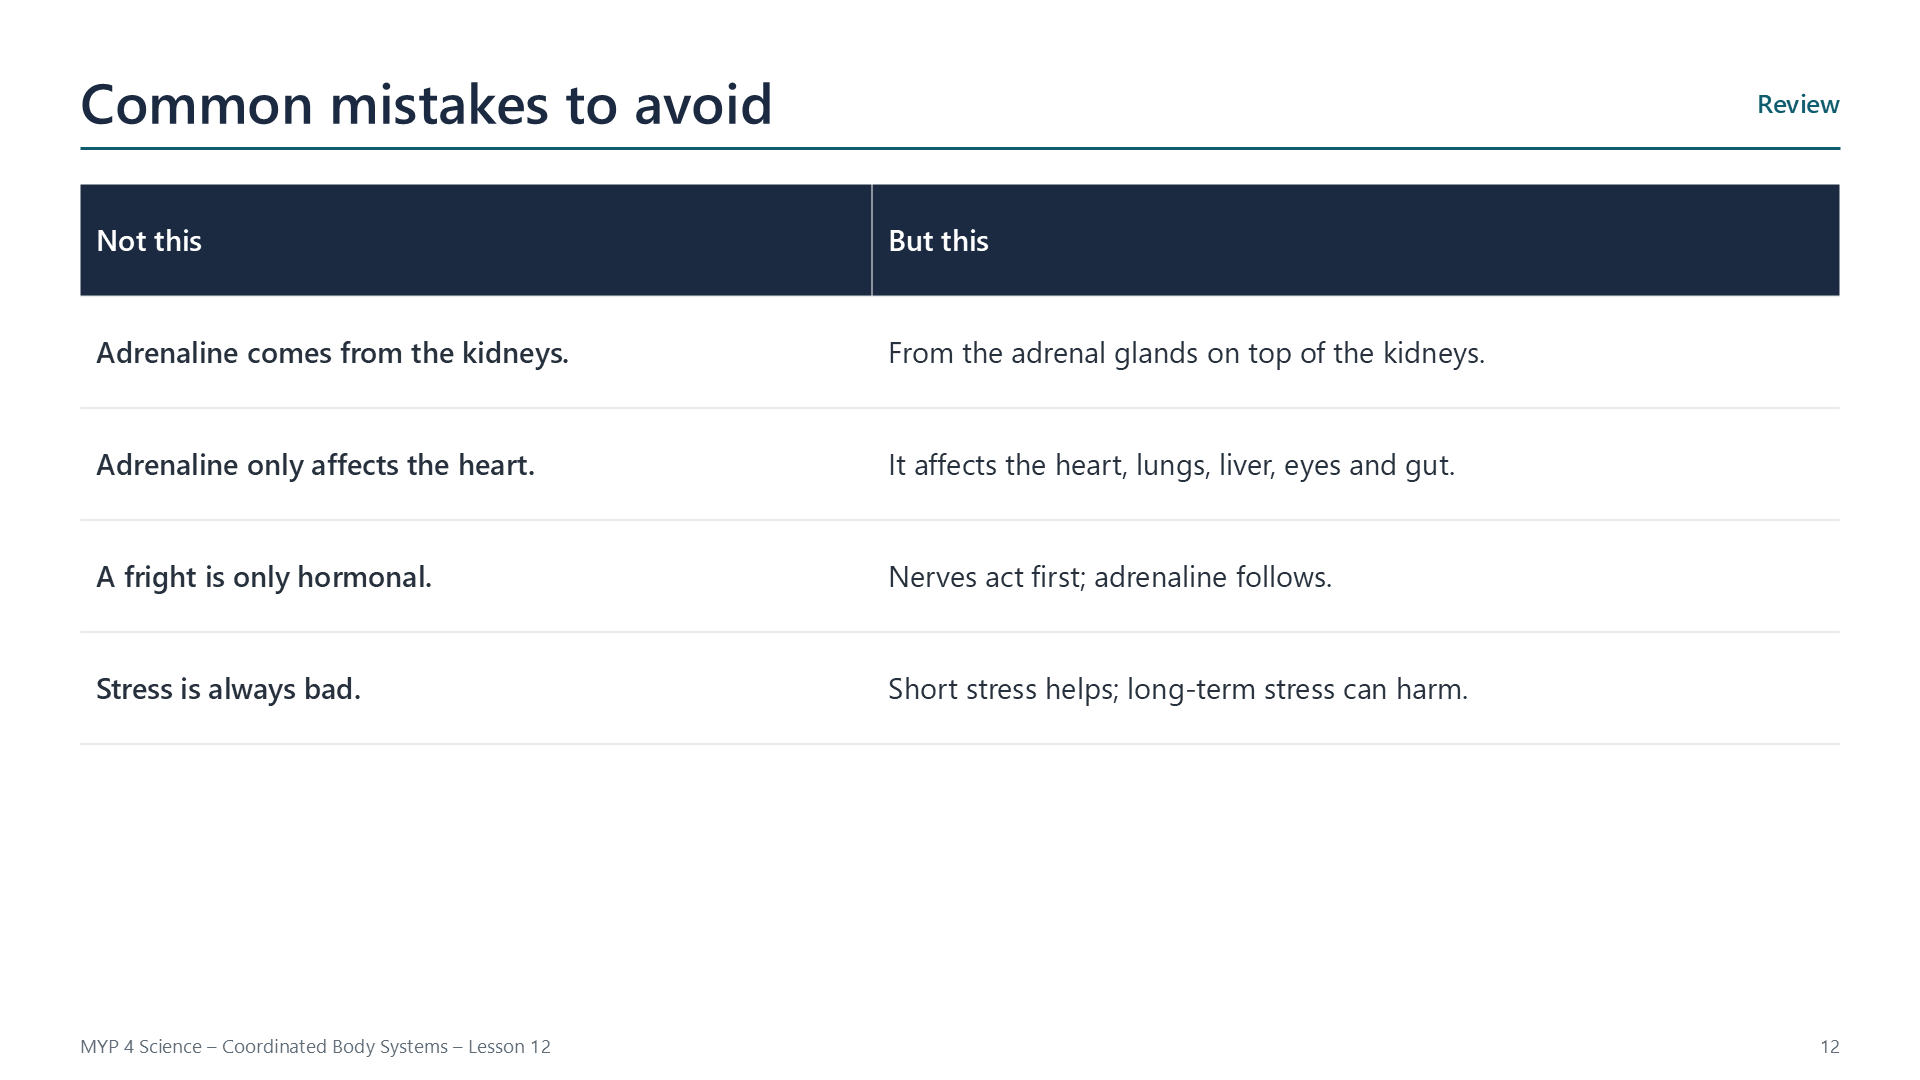 Common mistakes to avoid
Review
Not this
But this
Adrenaline comes from the kidneys.
From the adrenal glands on top of the kidneys.
Adrenaline only affects the heart.
It affects the heart, lungs, liver, eyes and gut.
A fright is only hormonal.
Nerves act first; adrenaline follows.
Stress is always bad.
Short stress helps; long-term stress can harm.
MYP 4 Science – Coordinated Body Systems – Lesson 12
12